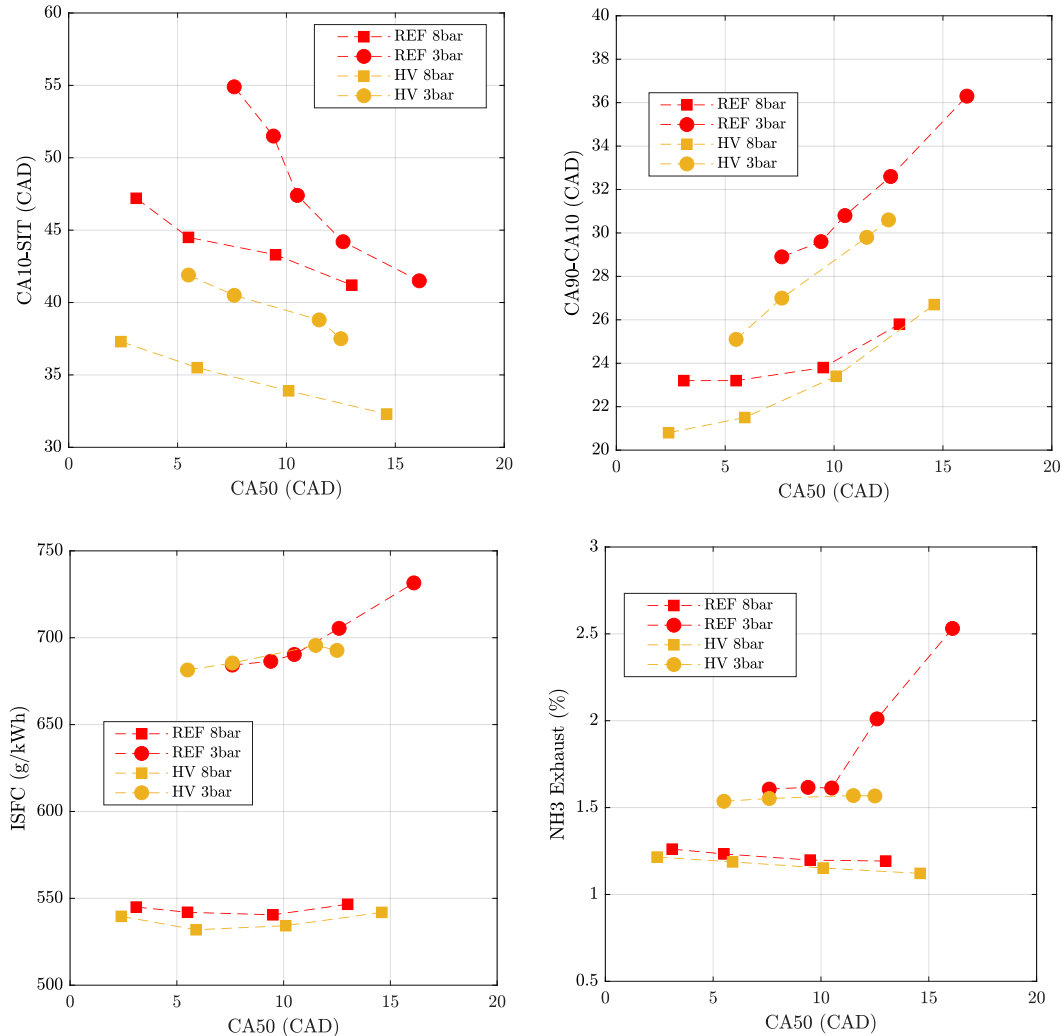 60
55
50
45
40
35
30
0
5
10
15
20
CA50 (CAD)
CA10-SIT (CAD)
REF 8bar
REF 3bar
HV 8bar
HV 3bar
40
38
36
34
32
30
28
26
24
22
20
0
5
10
15
20
CA50 (CAD)
CA90-CA10 (CAD)
REF 8bar
REF 3bar
HV 8bar
HV 3bar
750
700
650
600
550
500
0
5
10
15
20
CA50 (CAD)
ISFC (g/kWh)
REF 8bar
REF 3bar
HV 8bar
HV 3bar
3
2.5
2
1.5
1
0.5
0
5
10
15
20
CA50 (CAD)
NH3 Exhaust (%)
REF 8bar
REF 3bar
HV 8bar
HV 3bar